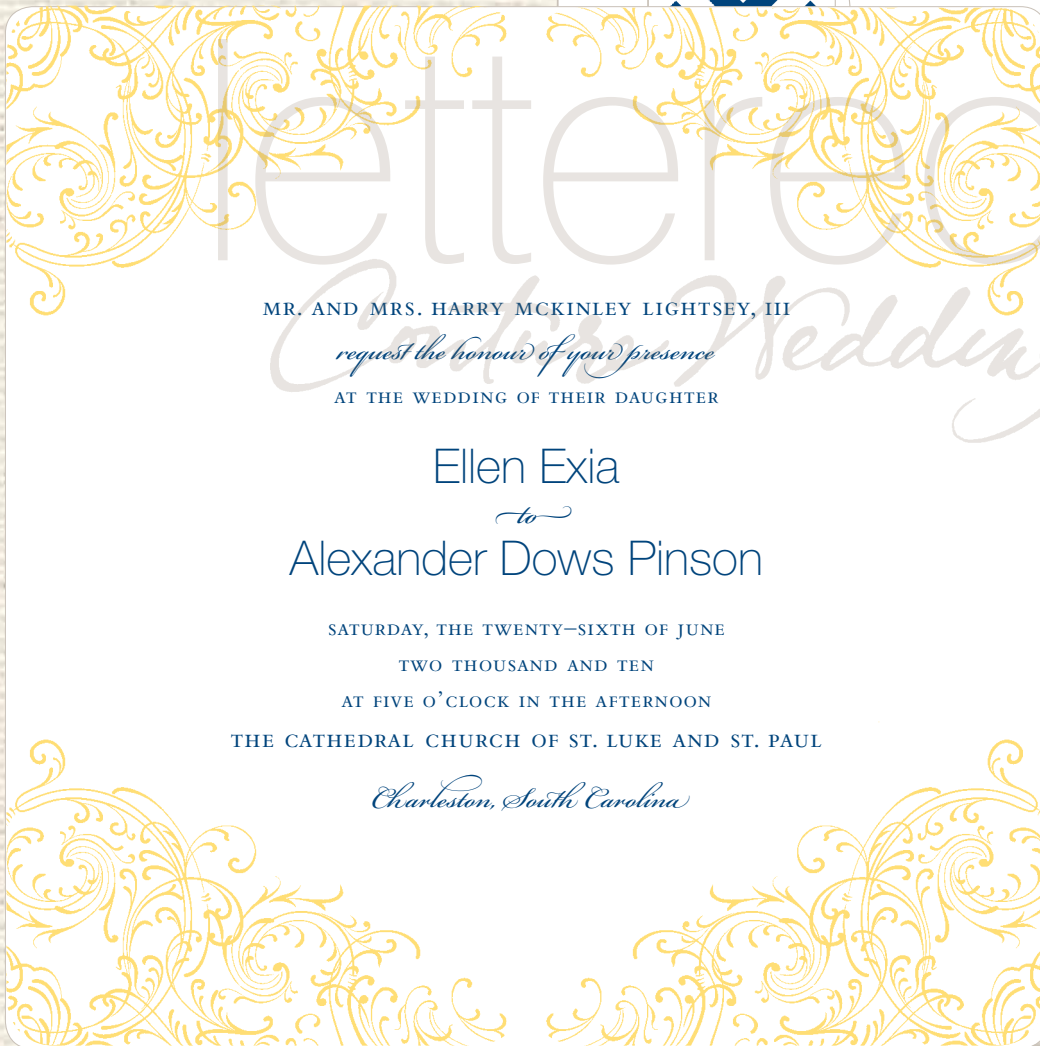 lettered
Couture Wedding
MR. AND MRS. HARRY MCKINLEY LIGHTSEY, III
request the honour of your presence
AT THE WEDDING OF THEIR DAUGHTER
Ellen Exia
to
Alexander Dows Pinson
SATURDAY, THE TWENTY–SIXTH OF JUNE
TWO THOUSAND AND TEN
AT FIVE O’CLOCK IN THE AFTERNOON
THE CATHEDRAL CHURCH OF ST. LUKE AND ST. PAUL
Charleston, South Carolina